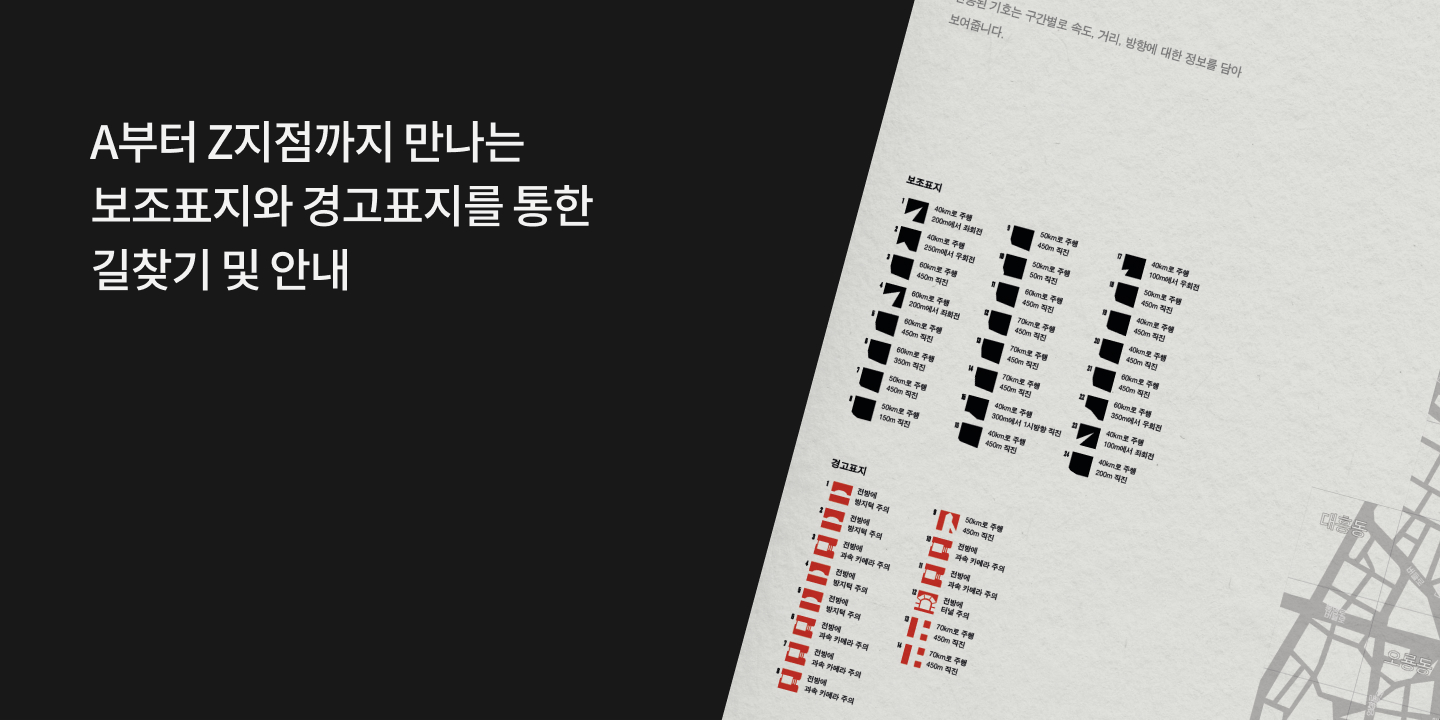 A부터 Z지점까지 만나는
보조표지와 경고표지를 통한
길찾기 및 안내
기호는 구간별로 속도, 거리, 방향에 대한 정보를 담아
보여줍니다.
보조표지
1 40km로 주행
200m에서 좌회전
2 40km로 주행
250m에서 우회전
3 60km로 주행
450m 직진
4 60km로 주행
200m에서 좌회전
5 60km로 주행
450m 직진
6 60km로 주행
350m 직진
7 50km로 주행
450m 직진
8 50km로 주행
150m 직진
9 50km로 주행
450m 직진
10 50km로 주행
50m 직진
11 60km로 주행
450m 직진
12 70km로 주행
450m 직진
13 70km로 주행
450m 직진
14 70km로 주행
450m 직진
15 40km로 주행
300m에서 1시방향 직진
16 40km로 주행
450m 직진
17 40km로 주행
100m에서 우회전
18 50km로 주행
450m 직진
19 40km로 주행
450m 직진
20 40km로 주행
450m 직진
21 60km로 주행
450m 직진
22 60km로 주행
350m에서 우회전
23 40km로 주행
100m에서 좌회전
24 40km로 주행
200m 직진
경고표지
1 전방에
방지턱 주의
2 전방에
방지턱 주의
3 전방에
과속 카메라 주의
4 전방에
방지턱 주의
5 전방에
방지턱 주의
6 전방에
과속 카메라 주의
7 전방에
과속 카메라 주의
8 전방에
과속 카메라 주의
9 50km로 주행
450m 직진
10 전방에
과속 카메라 주의
11 전방에
과속 카메라 주의
12 전방에
터널 주의
13 70km로 주행
450m 직진
14 70km로 주행
450m 직진
대흥동
오룡동